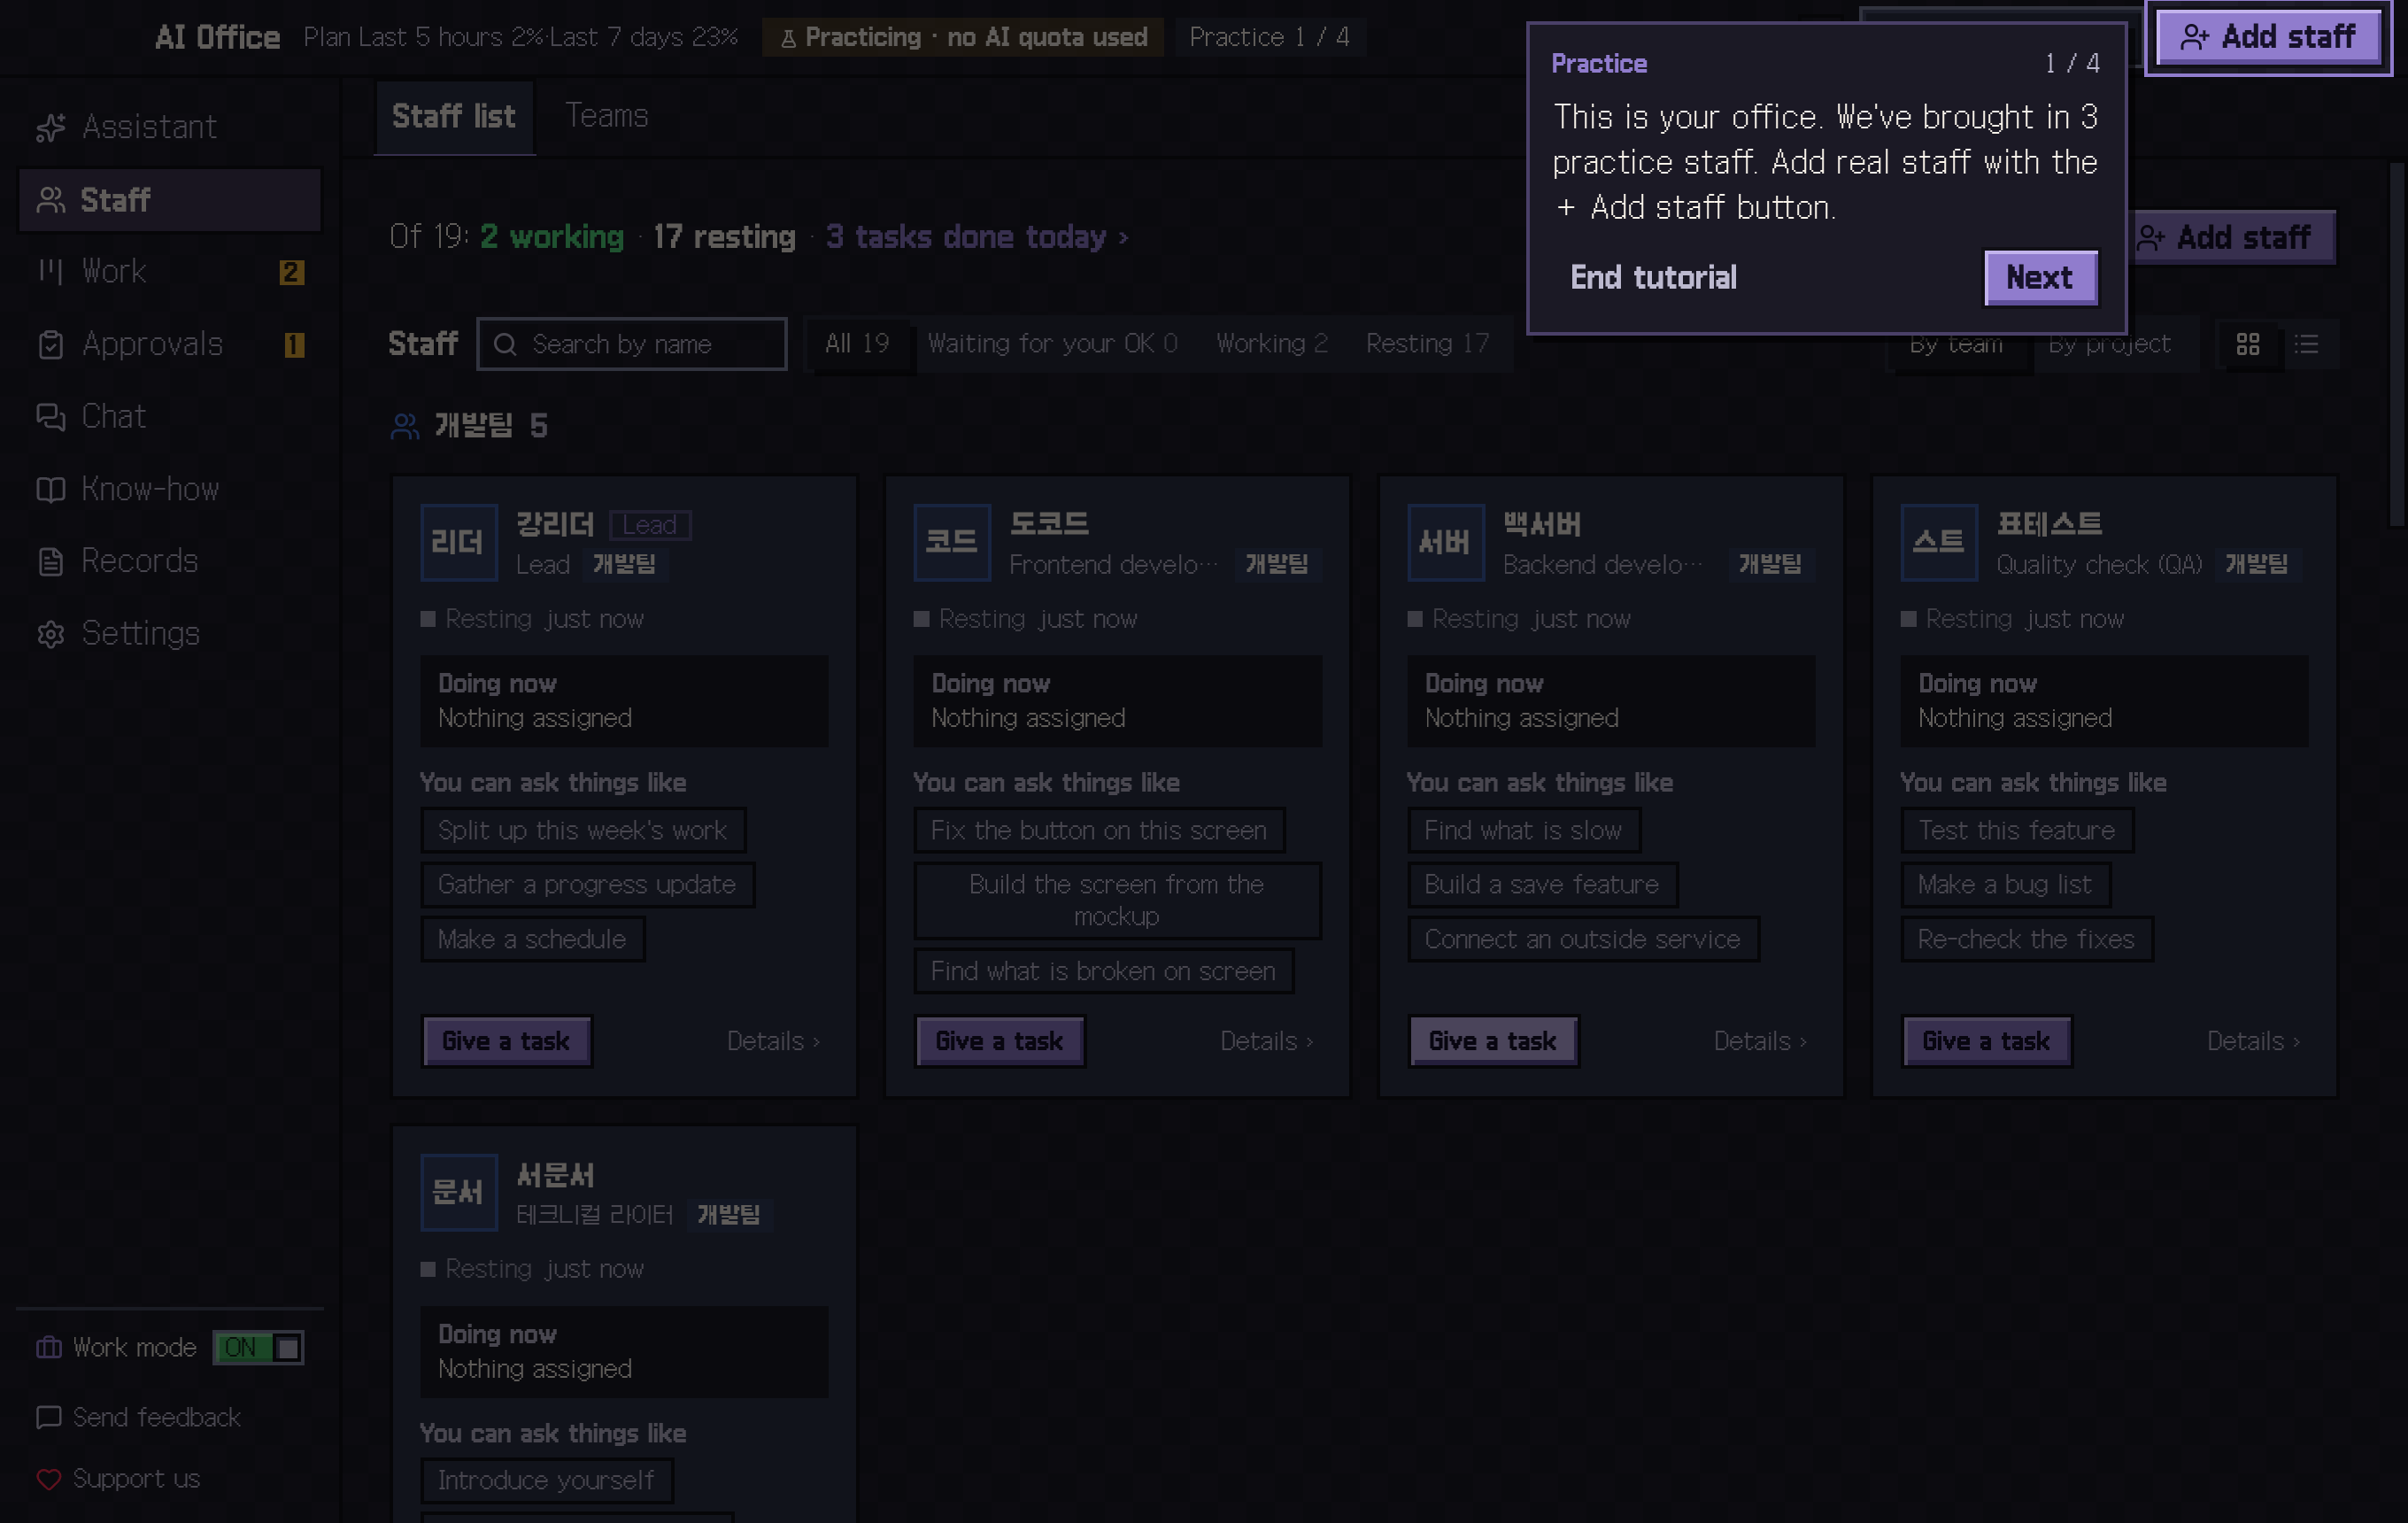 AI Office
Plan Last 5 hours 2%·Last 7 days 23%
Practicing · no AI quota used
Practice 1 / 4
Add staff
Practice
1 / 4
This is your office. We've brought in 3
practice staff. Add real staff with the
+ Add staff button.
End tutorial
Next
Assistant
Staff
Work
2
Approvals
1
Chat
Know-how
Records
Settings
Staff list
Teams
Of 19: 2 working · 17 resting · 3 tasks done today ›
Add staff
Staff
Search by name
All 19
Waiting for your OK 0
Working 2
Resting 17
By team
By project
개발팀 5
리더
강리더
Lead
Lead
개발팀
Resting just now
Doing now
Nothing assigned
You can ask things like
Split up this week's work
Gather a progress update
Make a schedule
Give a task
Details ›
코드
도코드
Frontend develo···
개발팀
Resting just now
Doing now
Nothing assigned
You can ask things like
Fix the button on this screen
Build the screen from the
mockup
Find what is broken on screen
Give a task
Details ›
서버
백서버
Backend develo···
개발팀
Resting just now
Doing now
Nothing assigned
You can ask things like
Find what is slow
Build a save feature
Connect an outside service
Give a task
Details ›
스트
표테스트
Quality check (QA)
개발팀
Resting just now
Doing now
Nothing assigned
You can ask things like
Test this feature
Make a bug list
Re-check the fixes
Give a task
Details ›
문서
서문서
테크니컬 라이터
개발팀
Resting just now
Doing now
Nothing assigned
You can ask things like
Introduce yourself
Work mode
ON
Send feedback
Support us